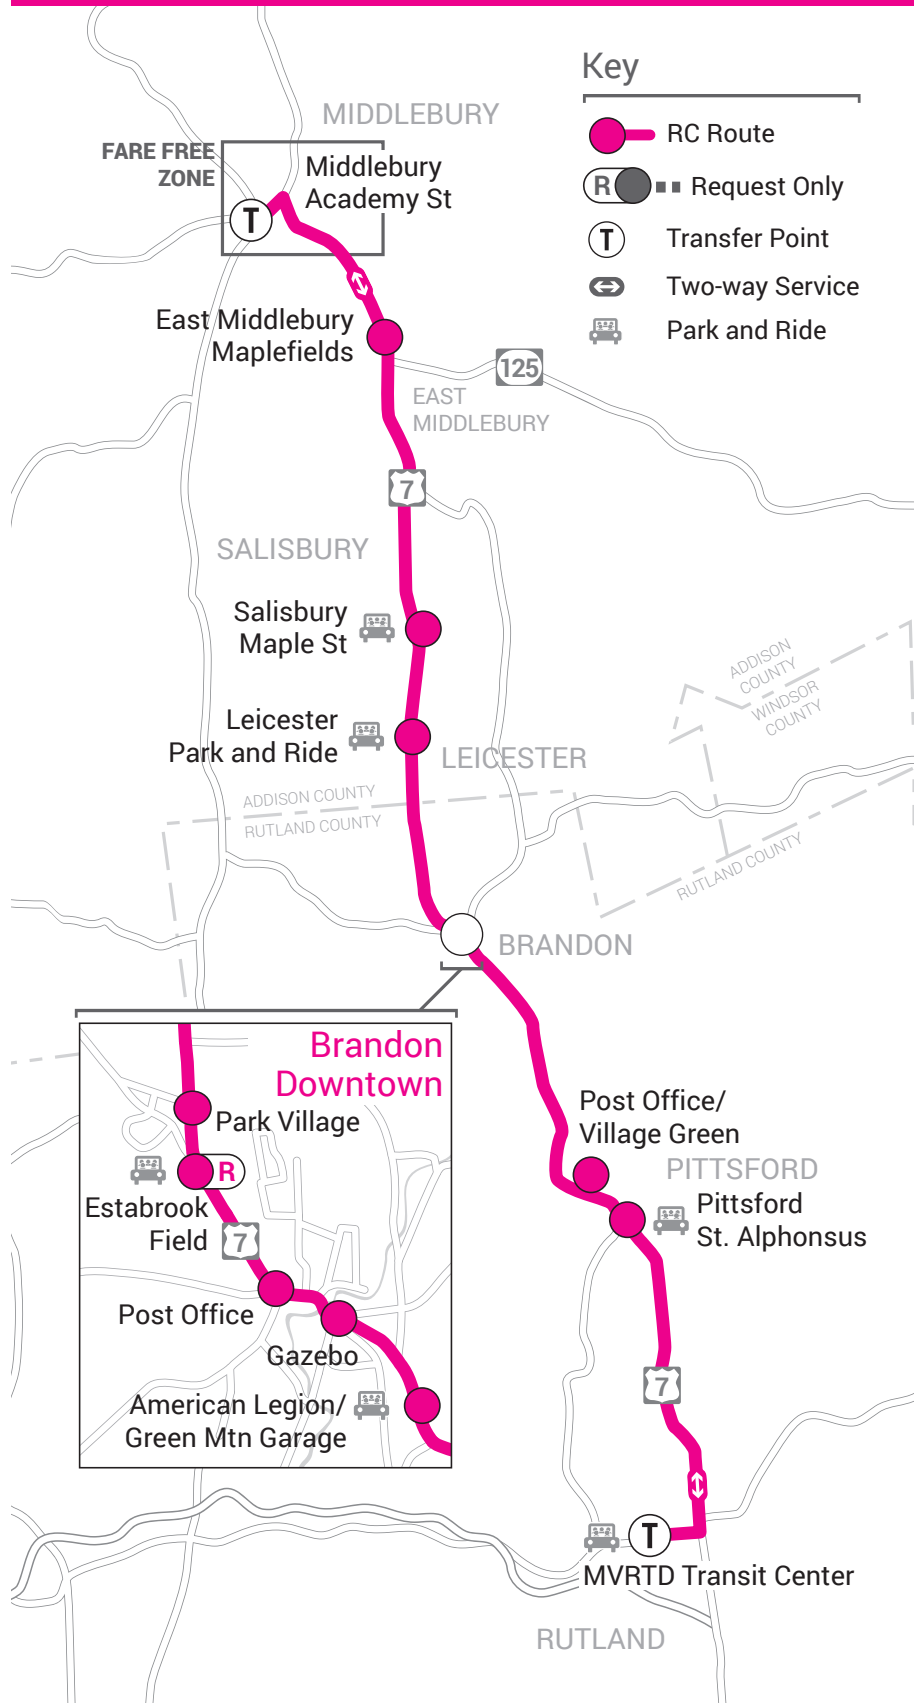 Key
RC Route
R Request Only
T Transfer Point
Two-way Service
Park and Ride
MIDDLEBURY
FARE FREE
ZONE
Middlebury
Academy St
T
East Middlebury
Maplefields
125
EAST
MIDDLEBURY
7
SALISBURY
Salisbury
Maple St
ADDISON
COUNTY
WINDSOR
COUNTY
Leicester
Park and Ride
LEICESTER
ADDISON COUNTY
RUTLAND COUNTY
RUTLAND COUNTY
BRANDON
Brandon
Downtown
Park Village
R
Estabrook
Field
7
Post Office
Gazebo
American Legion/
Green Mtn Garage
Post Office/
Village Green
PITTSFORD
Pittsford
St. Alphonsus
7
T
MVRTD Transit Center
RUTLAND